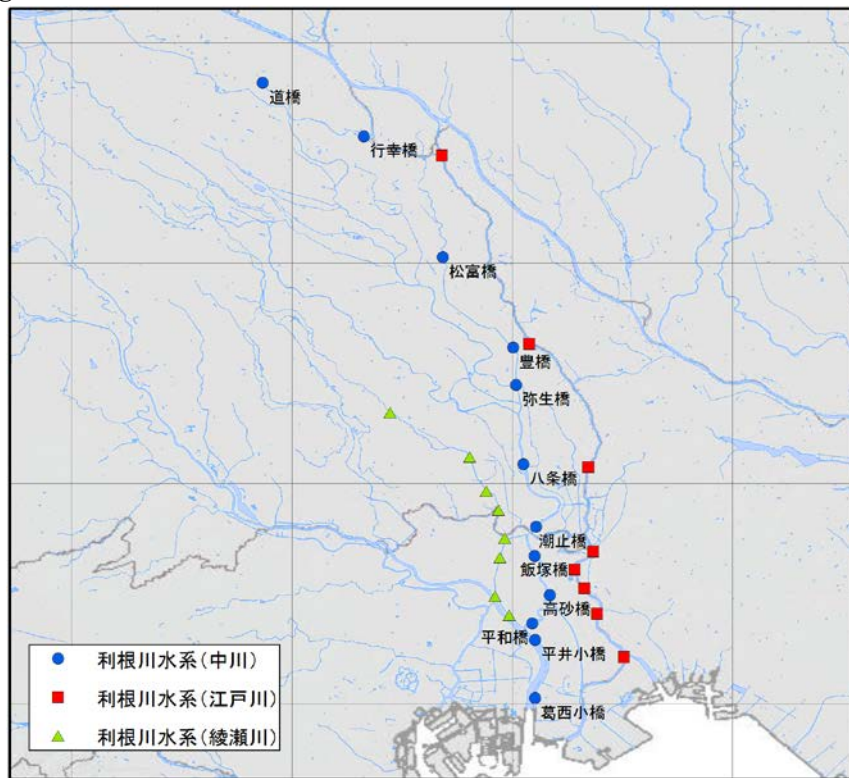 道橋
行幸橋
松富橋
豊橋
弥生橋
八条橋
潮止橋
飯塚橋
高砂橋
平和橋
平井小橋
葛西小橋
利根川水系(中川)
利根川水系(江戸川)
利根川水系(綾瀬川)